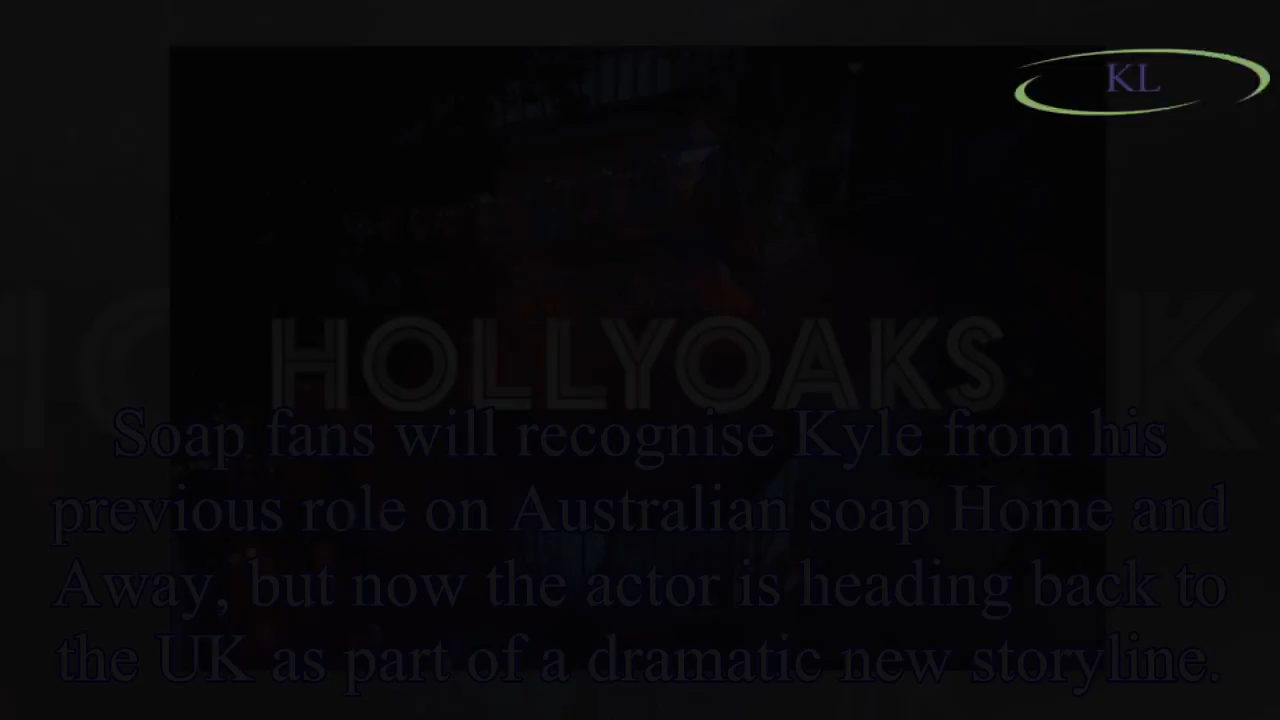 KL
HOLLYOAKS
Soap fans will recognise Kyle from his
previous role on Australian soap Home and
Away, but now the actor is heading back to
the UK as part of a dramatic new storyline.